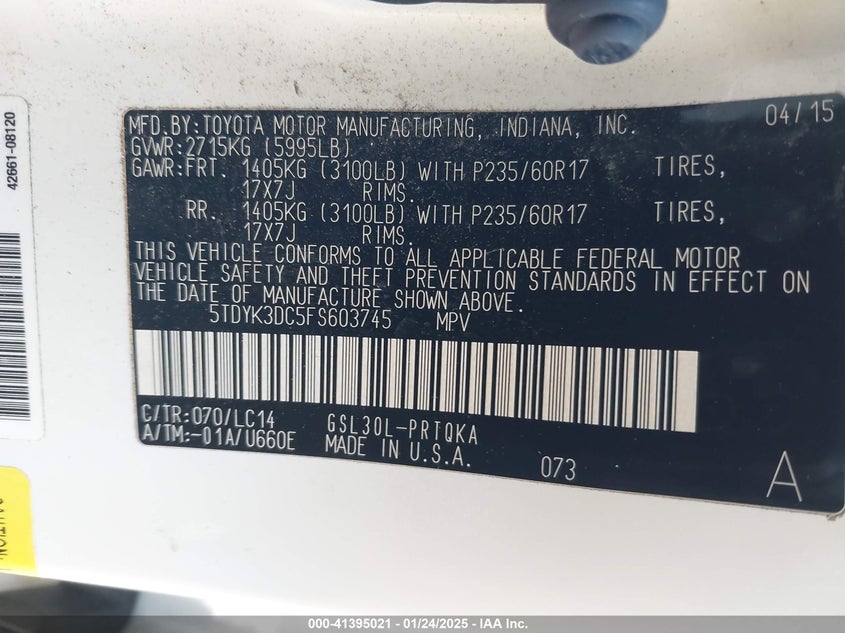 42661-08120
MFD.BY:TOYOTA MOTOR MANUFACTURING, INDIANA, INC. 04/15
GVWR:2715KG (5995LB)
GAWR:FRT. 1405KG (3100LB) WITH P235/60R17 TIRES,
17X7J RIMS.
RR. 1405KG (3100LB) WITH P235/60R17 TIRES,
17X7J RIMS.
THIS VEHICLE CONFORMS TO ALL APPLICABLE FEDERAL MOTOR
VEHICLE SAFETY AND THEFT PREVENTION STANDARDS IN EFFECT ON
THE DATE OF MANUFACTURE SHOWN ABOVE.
5TDYK3DC5FS603745 MPV
C/TR:070/LC14 GSL30L-PRTQKA
A/TM:-01A/U660E MADE IN U.S.A. 073 A
000-41395021 - 01/24/2025 - IAA Inc.